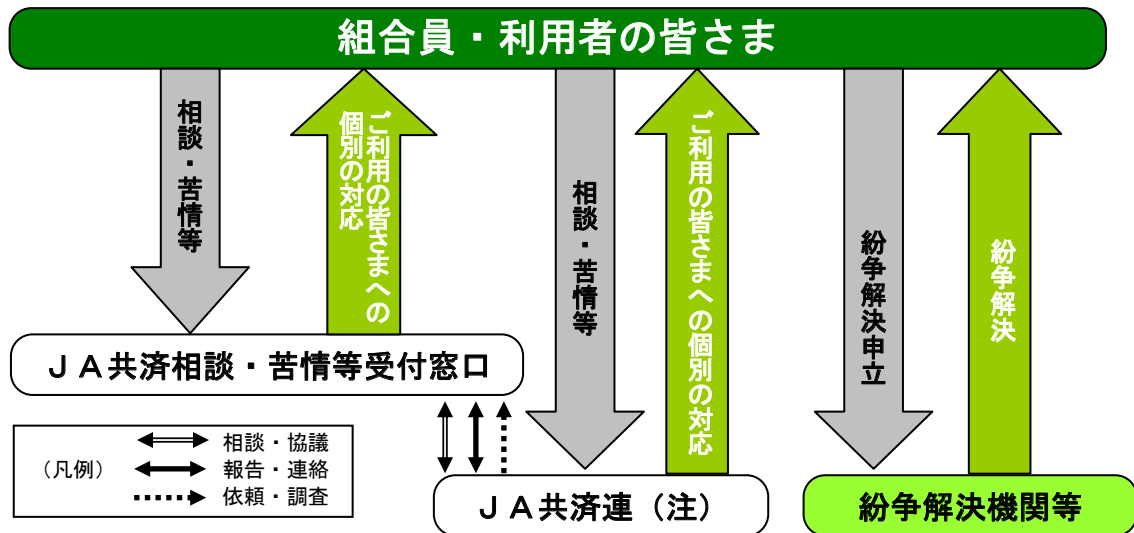 組合員・利用者の皆さま
相談・苦情等
ご利用の皆さまへの
個別の対応
相談・苦情等
ご利用の皆さまへの個別の対応
紛争解決申立
紛争解決
ＪＡ共済相談・苦情等受付窓口
（凡例）
相談・協議
報告・連絡
依頼・調査
ＪＡ共済連（注）
紛争解決機関等